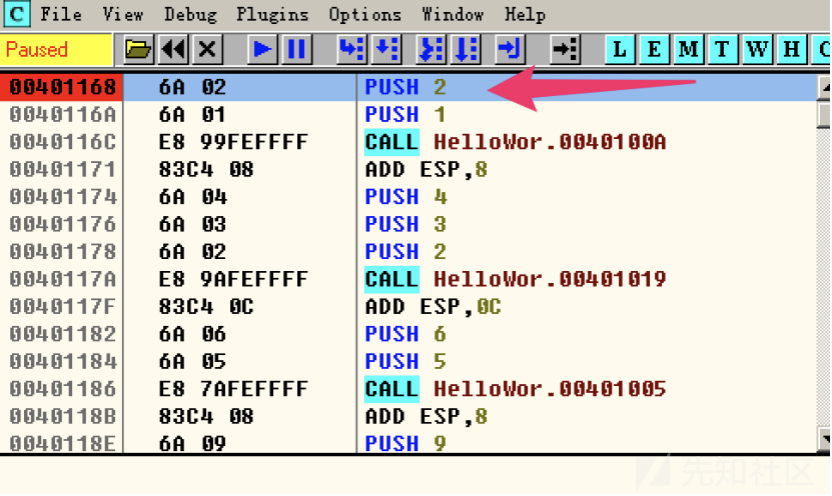 C File View Debug Plugins Options Window Help
Paused L E M T W H C
00401168 6A 02 PUSH 2
0040116A 6A 01 PUSH 1
0040116C E8 99FEFFFF CALL HelloWor.0040100A
00401171 83C4 08 ADD ESP,8
00401174 6A 04 PUSH 4
00401176 6A 03 PUSH 3
00401178 6A 02 PUSH 2
0040117A E8 9AFEFFFF CALL HelloWor.00401019
0040117F 83C4 0C ADD ESP,0C
00401182 6A 06 PUSH 6
00401184 6A 05 PUSH 5
00401186 E8 7AFEFFFF CALL HelloWor.00401005
0040118B 83C4 08 ADD ESP,8
0040118E 6A 09 PUSH 9
先知社区